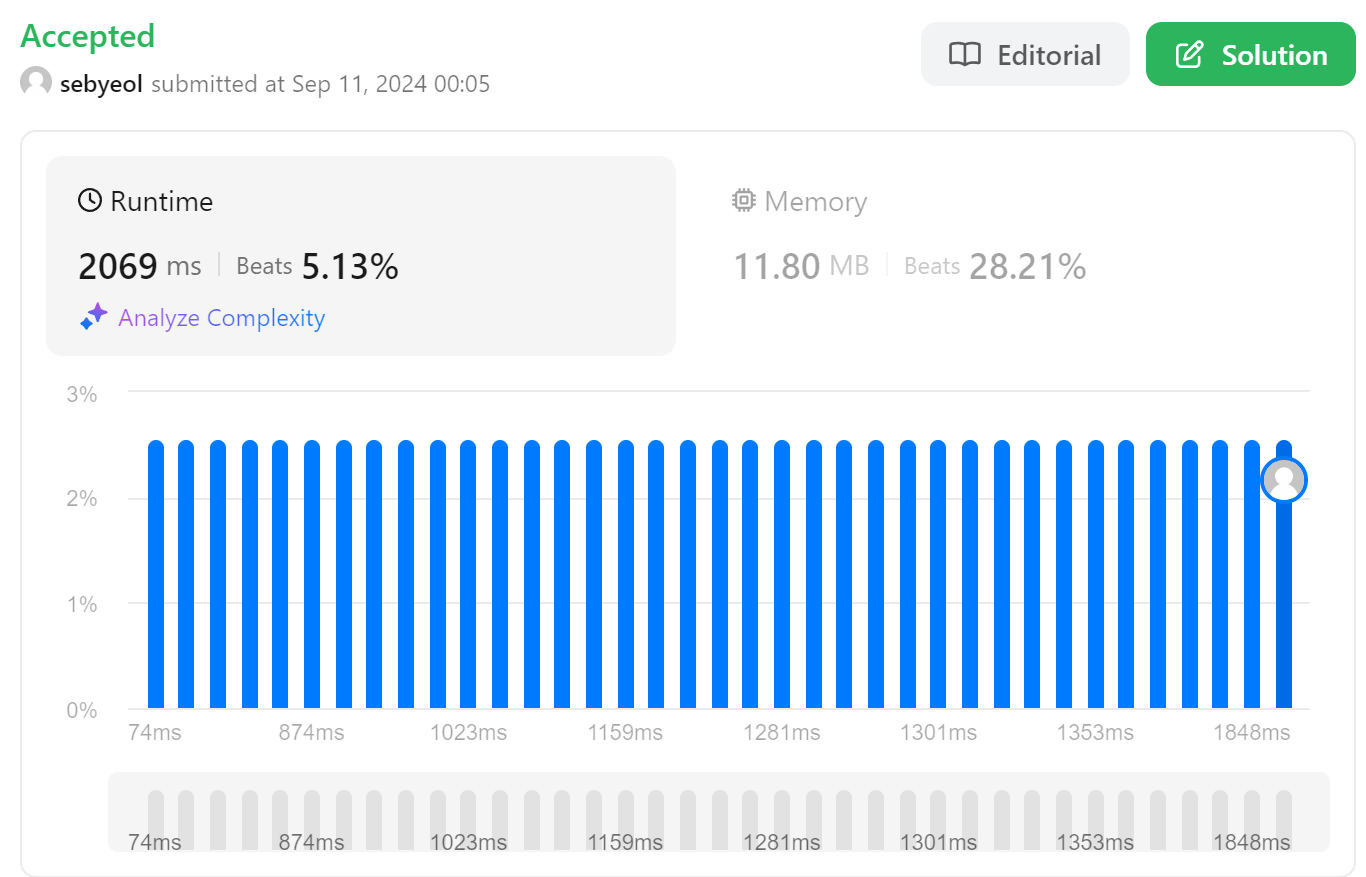 Accepted
sebyeol submitted at Sep 11, 2024 00:05
Editorial
Solution
Runtime
2069 ms Beats 5.13%
Analyze Complexity
Memory
11.80 MB Beats 28.21%
3%
2%
1%
0%
74ms 874ms 1023ms 1159ms 1281ms 1301ms 1353ms 1848ms
74ms 874ms 1023ms 1159ms 1281ms 1301ms 1353ms 1848ms